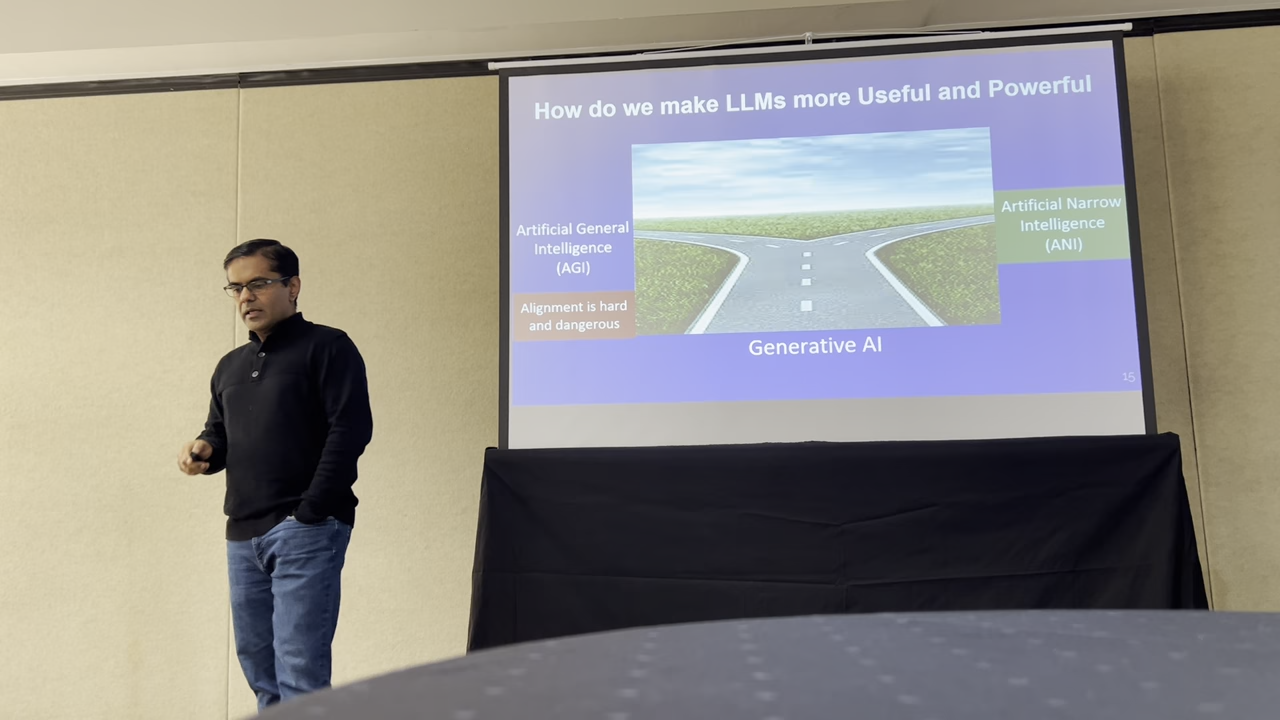 How do we make LLMs more Useful and Powerful
Artificial General
Intelligence
(AGI)
Alignment is hard
and dangerous
Artificial Narrow
Intelligence
(ANI)
Generative AI
15